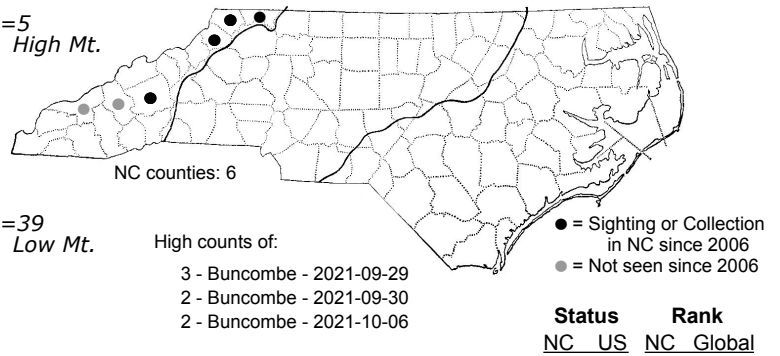 =5
High Mt.
NC counties: 6
=39
Low Mt.
High counts of:
3 - Buncombe - 2021-09-29
2 - Buncombe - 2021-09-30
2 - Buncombe - 2021-10-06
● = Sighting or Collection
in NC since 2006
● = Not seen since 2006
Status Rank
NC US NC Global